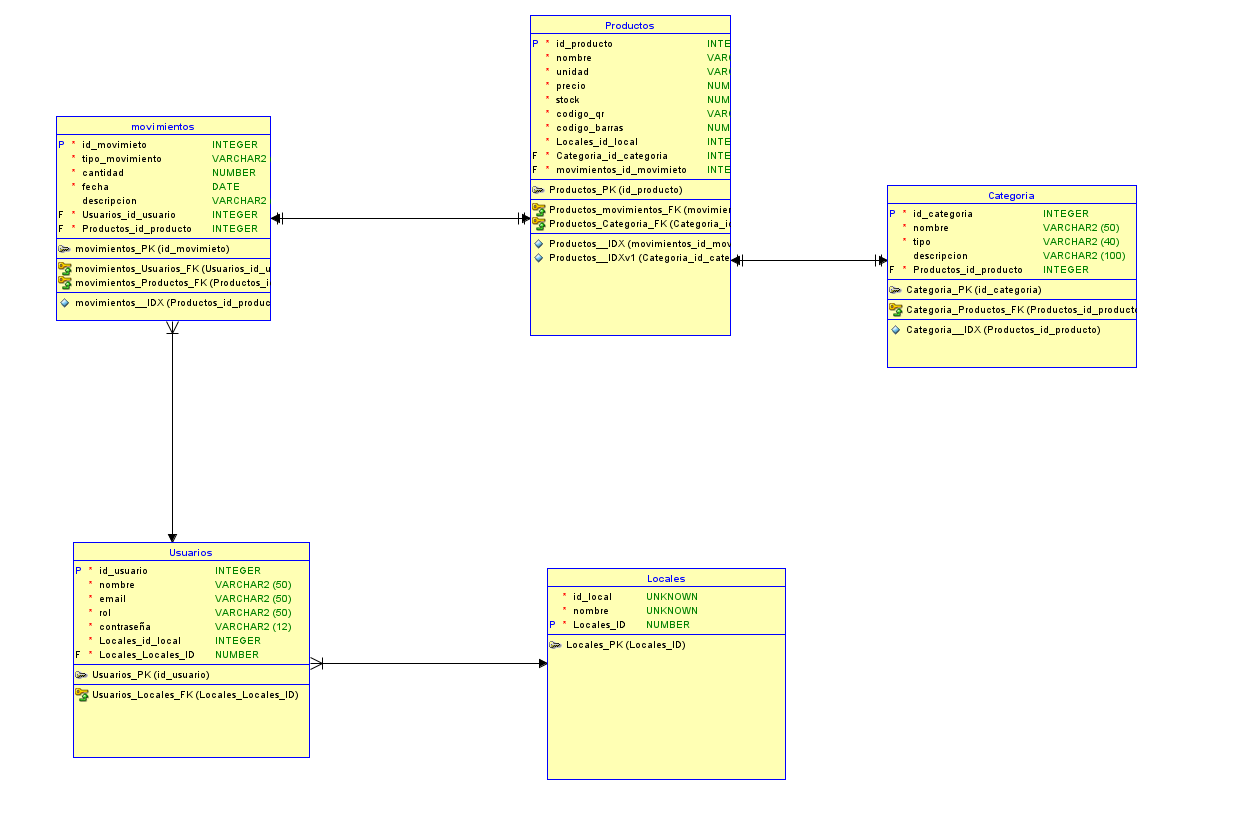 Productos
P * id_producto INTE
* nombre VAR
* unidad VAR
* precio NUM
* stock NUM
* codigo_qr VAR
* codigo_barras NUM
* Locales_id_local INTE
F * Categoria_id_categoria INTE
F * movimientos_id_movimieto INTE
Productos_PK (id_producto)
Productos_movimientos_FK (movimie
Productos_Categoria_FK (Categoria_i
Productos__IDX (movimientos_id_mov
Productos__IDXv1 (Categoria_id_cate
movimientos
P * id_movimieto INTEGER
* tipo_movimiento VARCHAR2
* cantidad NUMBER
* fecha DATE
descripcion VARCHAR2
F * Usuarios_id_usuario INTEGER
F * Productos_id_producto INTEGER
movimientos_PK (id_movimieto)
movimientos_Usuarios_FK (Usuarios_id_u
movimientos_Productos_FK (Productos_i
movimientos__IDX (Productos_id_produc
Categoria
P * id_categoria INTEGER
* nombre VARCHAR2 (50)
* tipo VARCHAR2 (40)
descripcion VARCHAR2 (100)
F * Productos_id_producto INTEGER
Categoria_PK (id_categoria)
Categoria_Productos_FK (Productos_id_producto
Categoria__IDX (Productos_id_producto)
Usuarios
P * id_usuario INTEGER
* nombre VARCHAR2 (50)
* email VARCHAR2 (50)
* rol VARCHAR2 (50)
* contraseña VARCHAR2 (12)
* Locales_id_local INTEGER
F * Locales_Locales_ID NUMBER
Usuarios_PK (id_usuario)
Usuarios_Locales_FK (Locales_Locales_ID)
Locales
* id_local UNKNOWN
* nombre UNKNOWN
P * Locales_ID NUMBER
Locales_PK (Locales_ID)